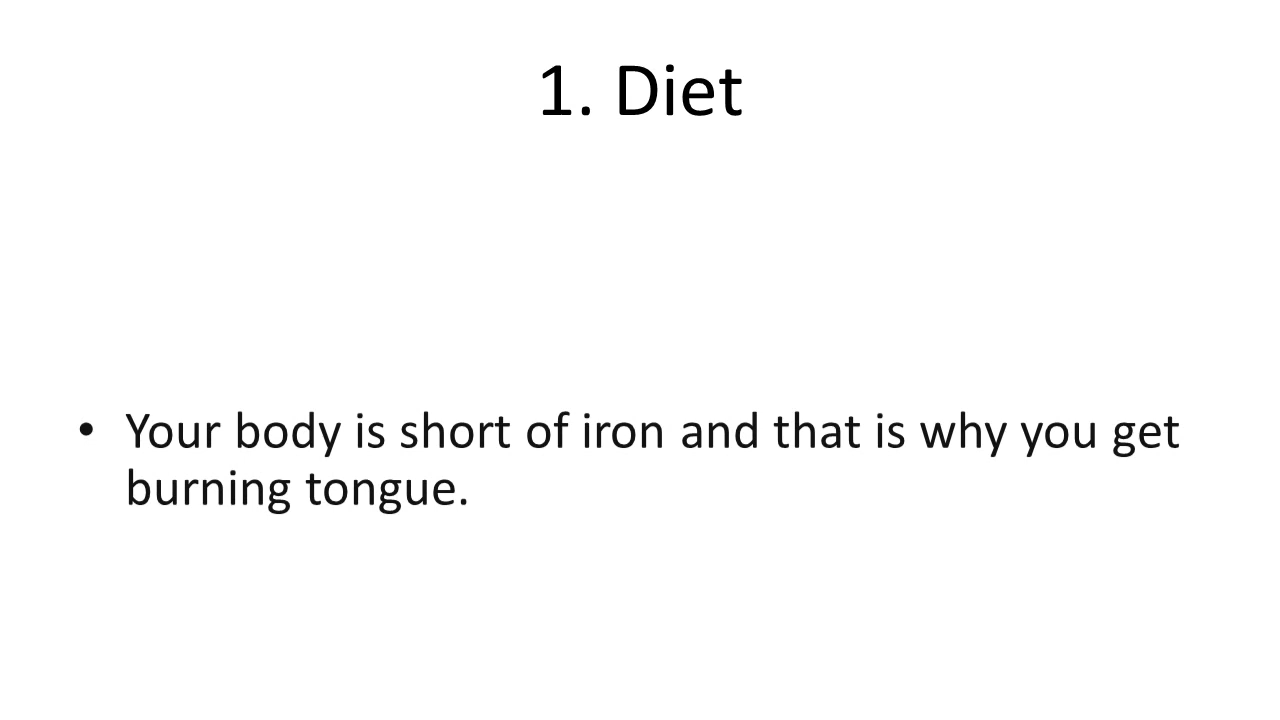 1. Diet
• Your body is short of iron and that is why you get
burning tongue.